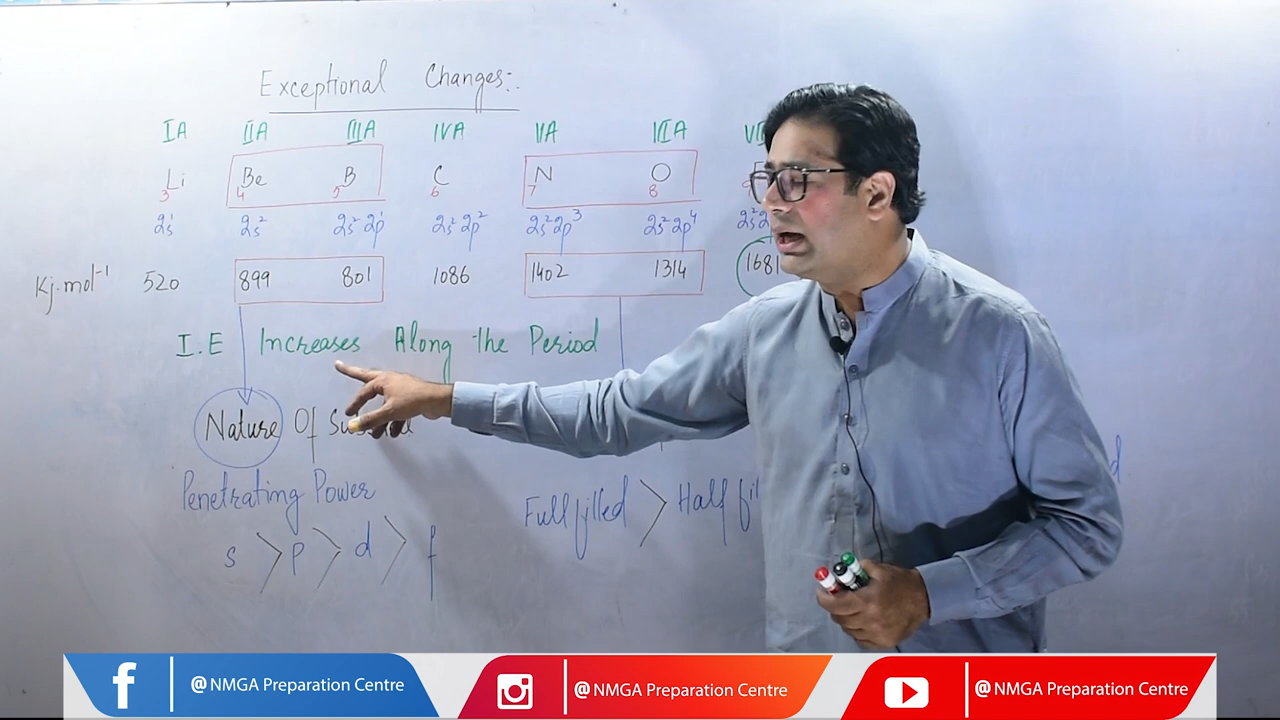 Exceptional Changes:.
IA IIA IIIA IVA VA VIA
Li Be B C N O
3 4 5 6 7 8
2s¹ 2s² 2s² 2p¹ 2s² 2p² 2s² 2p³ 2s² 2p⁴
Kj.mol⁻¹ 520 899 801 1086 1402 1314 1681
I.E Increases Along the Period
Nature Of
Penetrating Power
s > p > d > f
Full filled > Half
@NMGA Preparation Centre
@NMGA Preparation Centre
@NMGA Preparation Centre